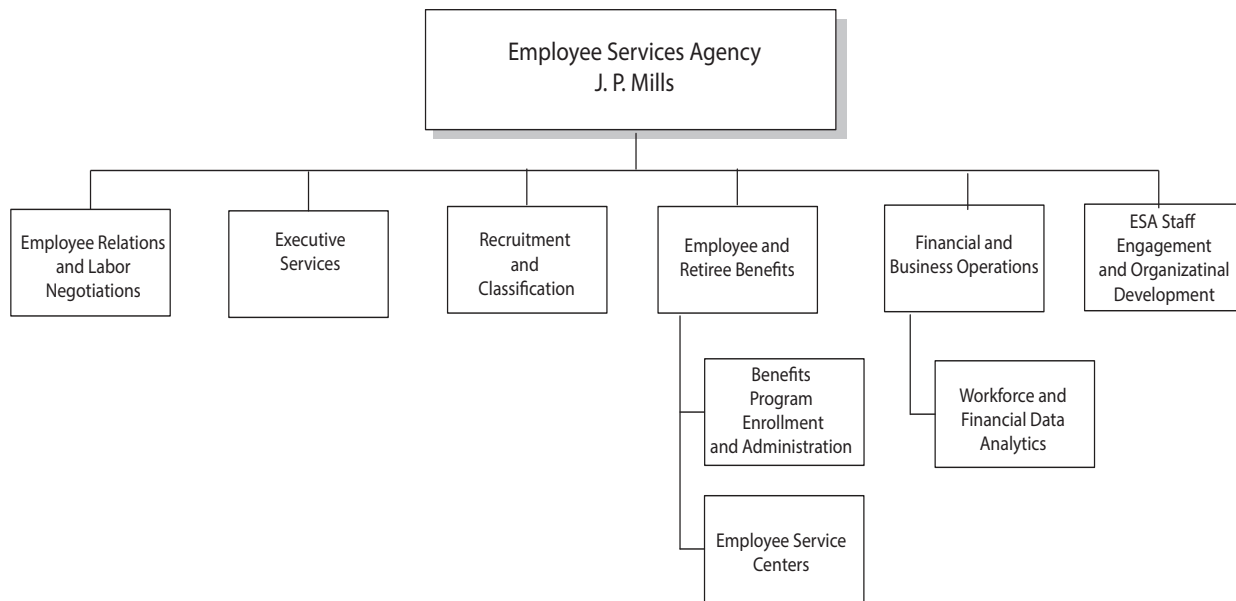 Employee Services Agency
J. P. Mills
Employee Relations
and Labor
Negotiations
Executive
Services
Recruitment
and
Classification
Employee and
Retiree Benefits
Financial and
Business Operations
ESA Staff
Engagement
and Organizatinal
Development
Benefits
Program
Enrollment
and Administration
Workforce and
Financial Data
Analytics
Employee Service
Centers